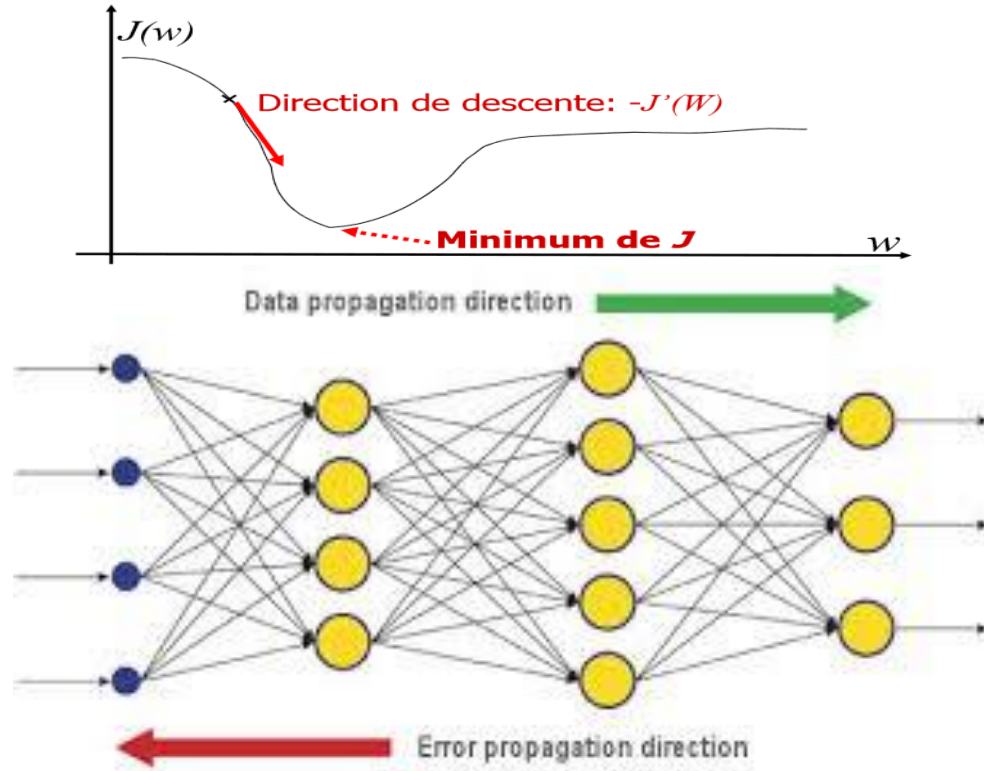 J(w)
Direction de descente: -J’(W)
Minimum de J
w
Data propagation direction
Error propagation direction